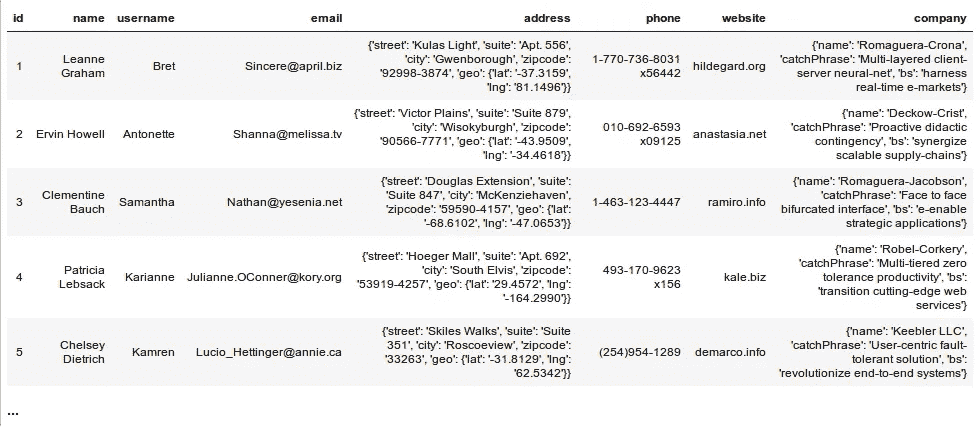 id name username email address phone website company
1 Leanne Graham Bret Sincere@april.biz {'street': 'Kulas Light', 'suite': 'Apt. 556', 'city': 'Gwenborough', 'zipcode': '92998-3874', 'geo': {'lat': '-37.3159', 'lng': '81.1496'}} 1-770-736-8031 x56442 hildegard.org {'name': 'Romaguera-Crona', 'catchPhrase': 'Multi-layered client-server neural-net', 'bs': 'harness real-time e-markets'}
2 Ervin Howell Antonette Shanna@melissa.tv {'street': 'Victor Plains', 'suite': 'Suite 879', 'city': 'Wisokyburgh', 'zipcode': '90566-7771', 'geo': {'lat': '-43.9509', 'lng': '-34.4618'}} 010-692-6593 x09125 anastasia.net {'name': 'Deckow-Crist', 'catchPhrase': 'Proactive didactic contingency', 'bs': 'synergize scalable supply-chains'}
3 Clementine Bauch Samantha Nathan@yesenia.net {'street': 'Douglas Extension', 'suite': 'Suite 847', 'city': 'McKenziehaven', 'zipcode': '59590-4157', 'geo': {'lat': '-68.6102', 'lng': '-47.0653'}} 1-463-123-4447 ramiro.info {'name': 'Romaguera-Jacobson', 'catchPhrase': 'Face to face bifurcated interface', 'bs': 'e-enable strategic applications'}
4 Patricia Lebsack Karianne Julianne.OConner@kory.org {'street': 'Hoeger Mall', 'suite': 'Apt. 692', 'city': 'South Elvis', 'zipcode': '53919-4257', 'geo': {'lat': '29.4572', 'lng': '-164.2990'}} 493-170-9623 x156 kale.biz {'name': 'Robel-Corkery', 'catchPhrase': 'Multi-tiered zero tolerance productivity', 'bs': 'transition cutting-edge web services'}
5 Chelsey Dietrich Kamren Lucio_Hettinger@annie.ca {'street': 'Skiles Walks', 'suite': 'Suite 351', 'city': 'Roscoeview', 'zipcode': '33263', 'geo': {'lat': '-31.8129', 'lng': '62.5342'}} (254)954-1289 demarco.info {'name': 'Keebler LLC', 'catchPhrase': 'User-centric fault-tolerant solution', 'bs': 'revolutionize end-to-end systems'}
...